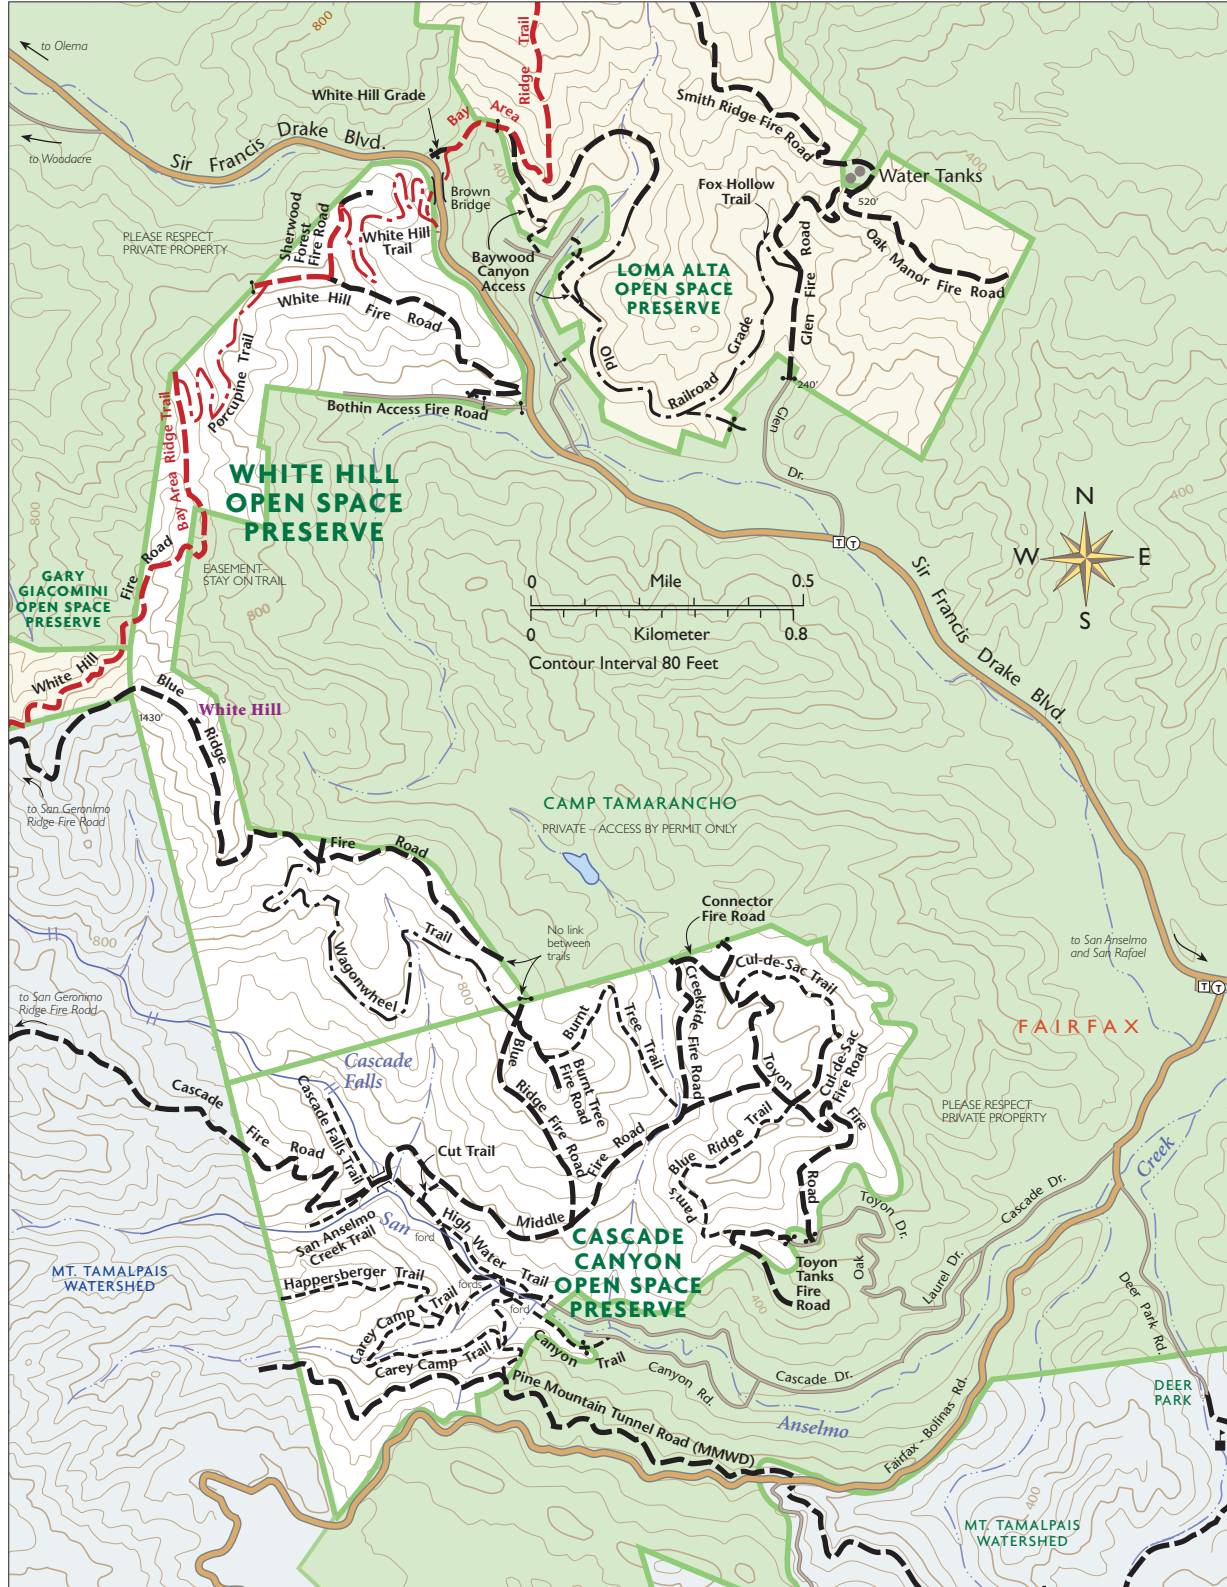 800
to Olema
Bay Area Ridge Trail
White Hill Grade
Smith Ridge Fire Road
Sir Francis Drake Blvd.
to Woodacre
400
400
Water Tanks
Fox Hollow
Trail
520'
Brown
Bridge
Sherwood
Forest
Fire Road
White Hill
Trail
PLEASE RESPECT
PRIVATE PROPERTY
Baywood
Canyon
Access
LOMA ALTA
OPEN SPACE
PRESERVE
Oak Manor Fire Road
Glen Fire Road
White Hill Fire Road
Old Railroad Grade
Porcupine Trail
240'
Bothin Access Fire Road
Glen Dr.
Bay Area Ridge Trail
WHITE HILL
OPEN SPACE
PRESERVE
400
800
N
W E
S
T T
Sir Francis Drake Blvd.
GARY
GIACOMINI
OPEN SPACE
PRESERVE
EASEMENT–
STAY ON TRAIL
800
0 Mile 0.5
0 Kilometer 0.8
Contour Interval 80 Feet
White Hill Fire Road
1430'
White Hill
Blue Ridge Fire Road
to San Geronimo
Ridge Fire Road
CAMP TAMARANCHO
PRIVATE – ACCESS BY PERMIT ONLY
Connector
Fire Road
No link
between
trails
Wagonwheel Trail
800
800
Cul-de-Sac Trail
to San Anselmo
and San Rafael
T T
to San Geronimo
Ridge Fire Road
FAIRFAX
Creekside Fire Road
Burnt Tree Trail
Burnt Tree
Fire Road
Cascade
Falls
Cascade Falls Trail
Blue Ridge Fire Road
Toyon Fire Road
Cul-de-Sac
Fire Road
PLEASE RESPECT
PRIVATE PROPERTY
Cascade Fire Road
Cut Trail
Pam's Blue Ridge Trail
Middle Fire Road
San Anselmo Creek
ford
High Water Trail
San Anselmo
Creek Trail
CASCADE
CANYON
OPEN SPACE
PRESERVE
MT. TAMALPAIS
WATERSHED
Happersberger Trail
fords
ford
Toyon
Tanks
Fire
Road
400
Toyon Dr.
Oak
Laurel Dr.
Cascade Dr.
Deer Park Rd.
Carey Camp Trail
Carey Camp Trail
Canyon Trail
Canyon Rd.
Cascade Dr.
Pine Mountain Tunnel Road (MMWD)
Fairfax - Bolinas Rd.
DEER
PARK
400
MT. TAMALPAIS
WATERSHED